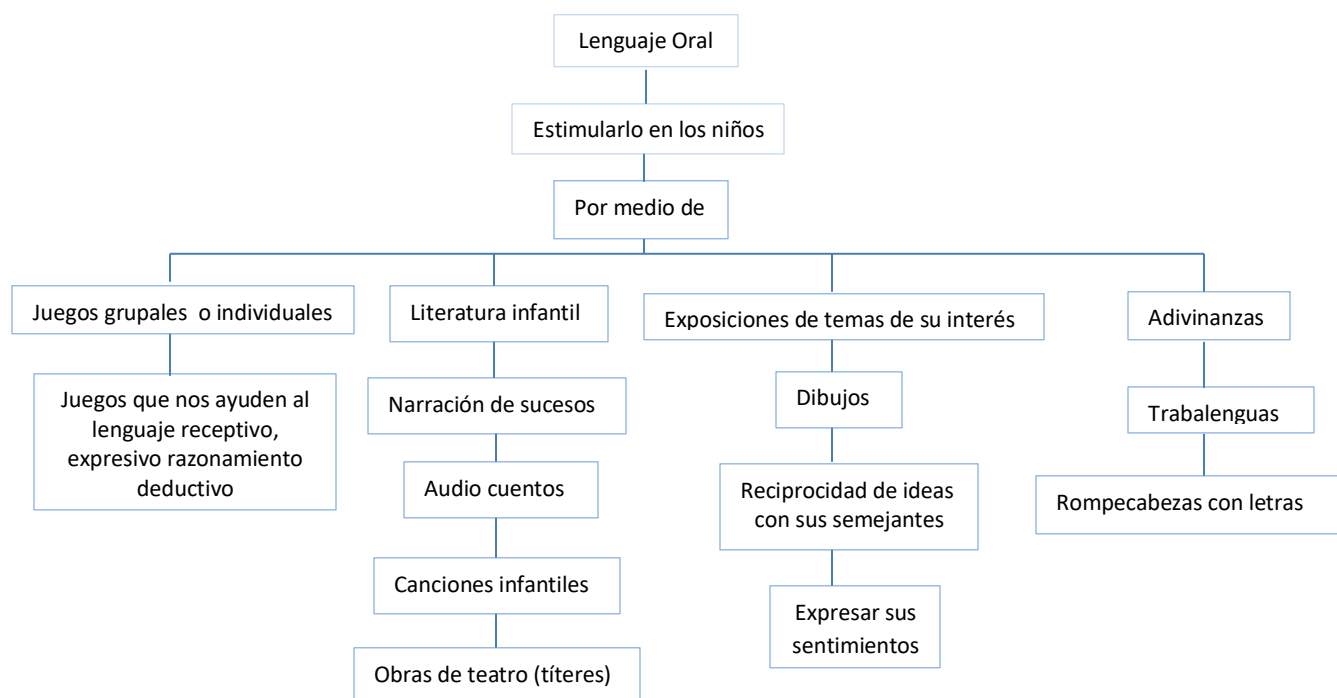 Lenguaje Oral
Estimularlo en los niños
Por medio de
Juegos grupales o individuales
Literatura infantil
Exposiciones de temas de su interés
Adivinanzas
Juegos que nos ayuden al
lenguaje receptivo,
expresivo razonamiento
deductivo
Narración de sucesos
Dibujos
Trabalenguas
Audio cuentos
Reciprocidad de ideas
con sus semejantes
Rompecabezas con letras
Canciones infantiles
Expresar sus
sentimientos
Obras de teatro (títeres)